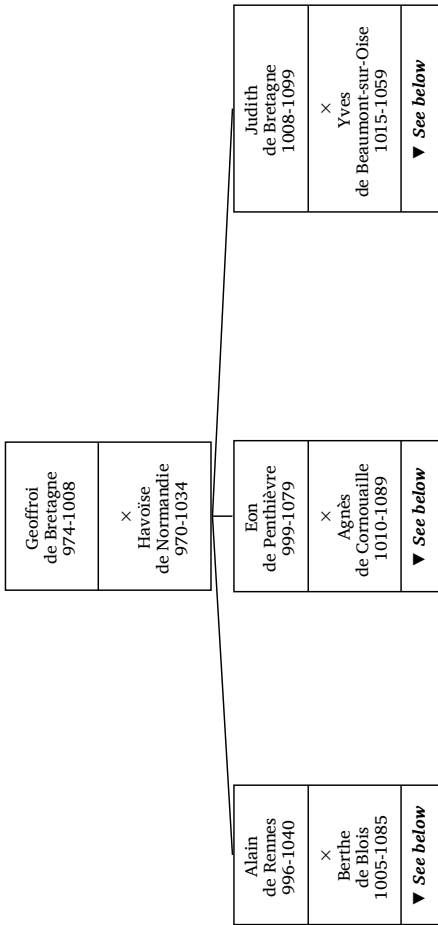 Geoffroi
de Bretagne
974-1008
×
Havoïse
de Normandie
970-1034
Alain
de Rennes
996-1040
×
Berthe
de Blois
1005-1085
▼ See below
Eon
de Penthièvre
999-1079
×
Agnès
de Cornouaille
1010-1089
▼ See below
Judith
de Bretagne
1008-1099
×
Yves
de Beaumont-sur-Oise
1015-1059
▼ See below